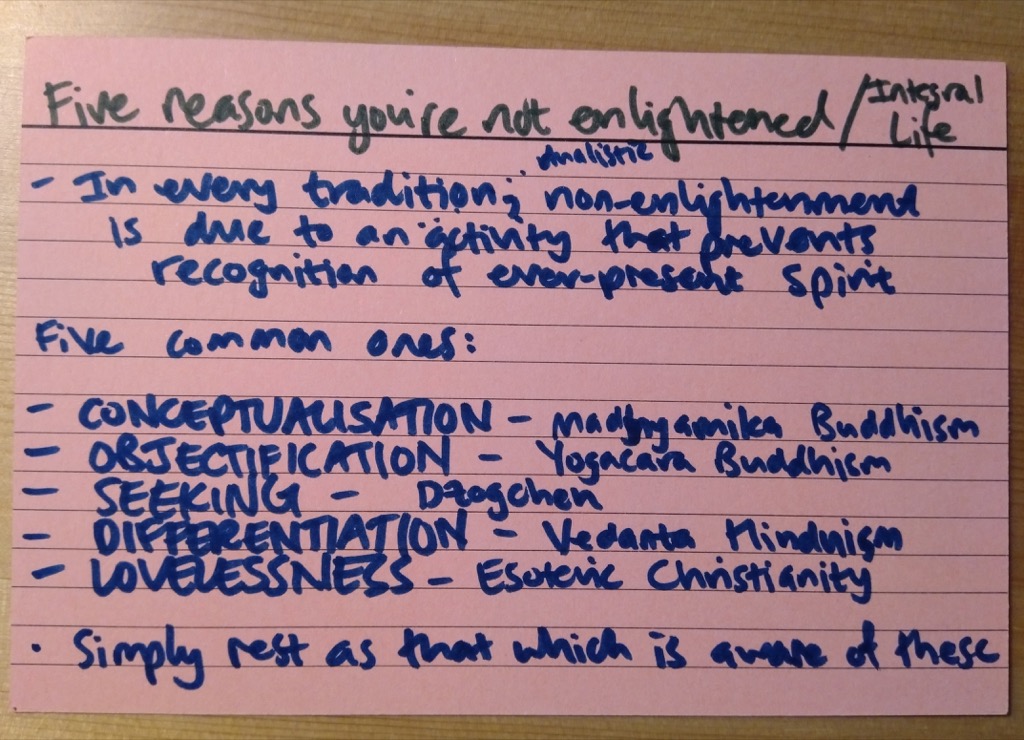 Five reasons you're not enlightened / Integral
Life
dualistic
- In every tradition, non-enlightenment
is due to an activity that prevents
recognition of ever-present Spirit
Five common ones:
- CONCEPTUALISATION - madhyamika Buddhism
- OBJECTIFICATION - Yogacara Buddhism
- SEEKING - Dzogchen
- DIFFERENTIATION - Vedanta Hinduism
- LOVELESSNESS - Esoteric Christianity
· Simply rest as that which is aware of these